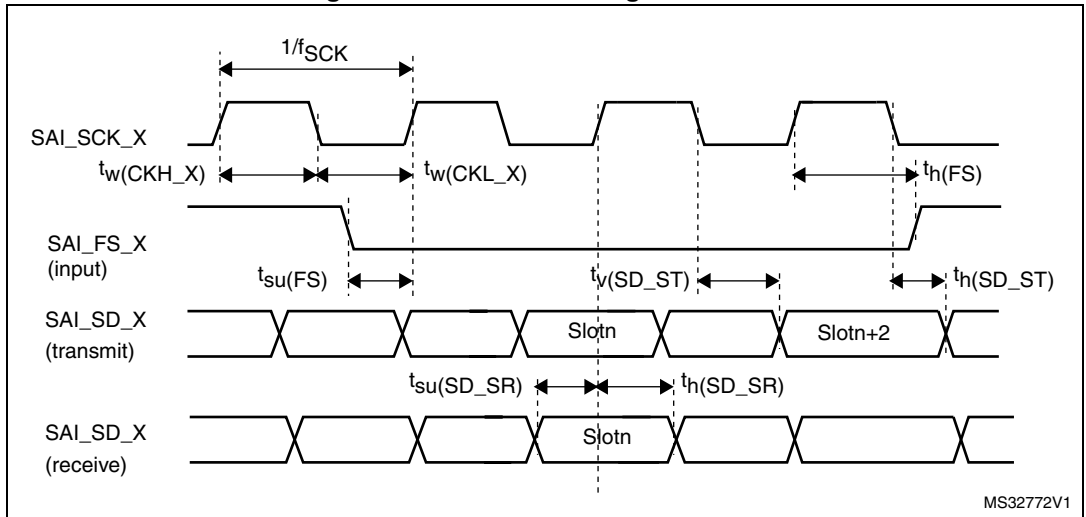 1/fSCK
SAI_SCK_X
tw(CKH_X)
tw(CKL_X)
th(FS)
SAI_FS_X
(input)
tsu(FS)
tv(SD_ST)
th(SD_ST)
SAI_SD_X
(transmit)
Slotn
Slotn+2
tsu(SD_SR)
th(SD_SR)
SAI_SD_X
(receive)
Slotn
MS32772V1